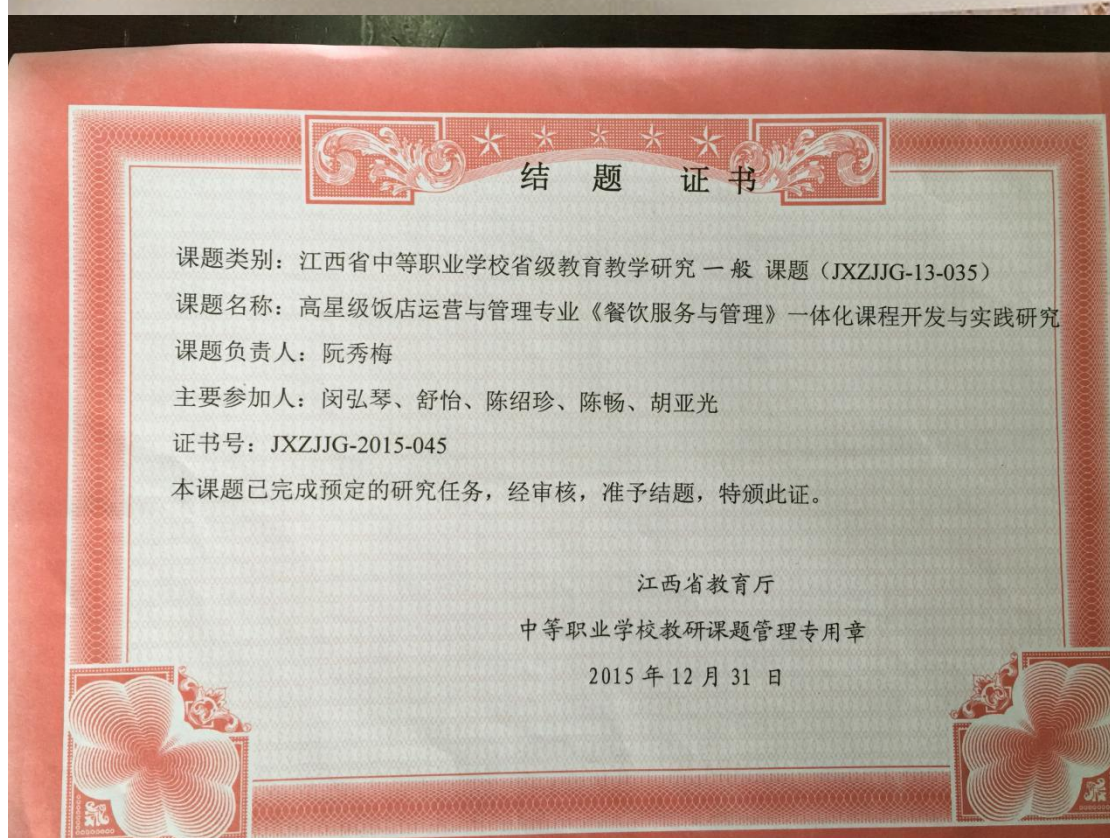 结 题 证 书
课题类别：江西省中等职业学校省级教育教学研究 一 般 课题（JXZJJG-13-035）
课题名称：高星级饭店运营与管理专业《餐饮服务与管理》一体化课程开发与实践研究
课题负责人：阮秀梅
主要参加人：闵弘琴、舒怡、陈绍珍、陈畅、胡亚光
证书号：JXZJJG-2015-045
本课题已完成预定的研究任务，经审核，准予结题，特颁此证。
江西省教育厅
中等职业学校教研课题管理专用章
2015 年 12 月 31 日